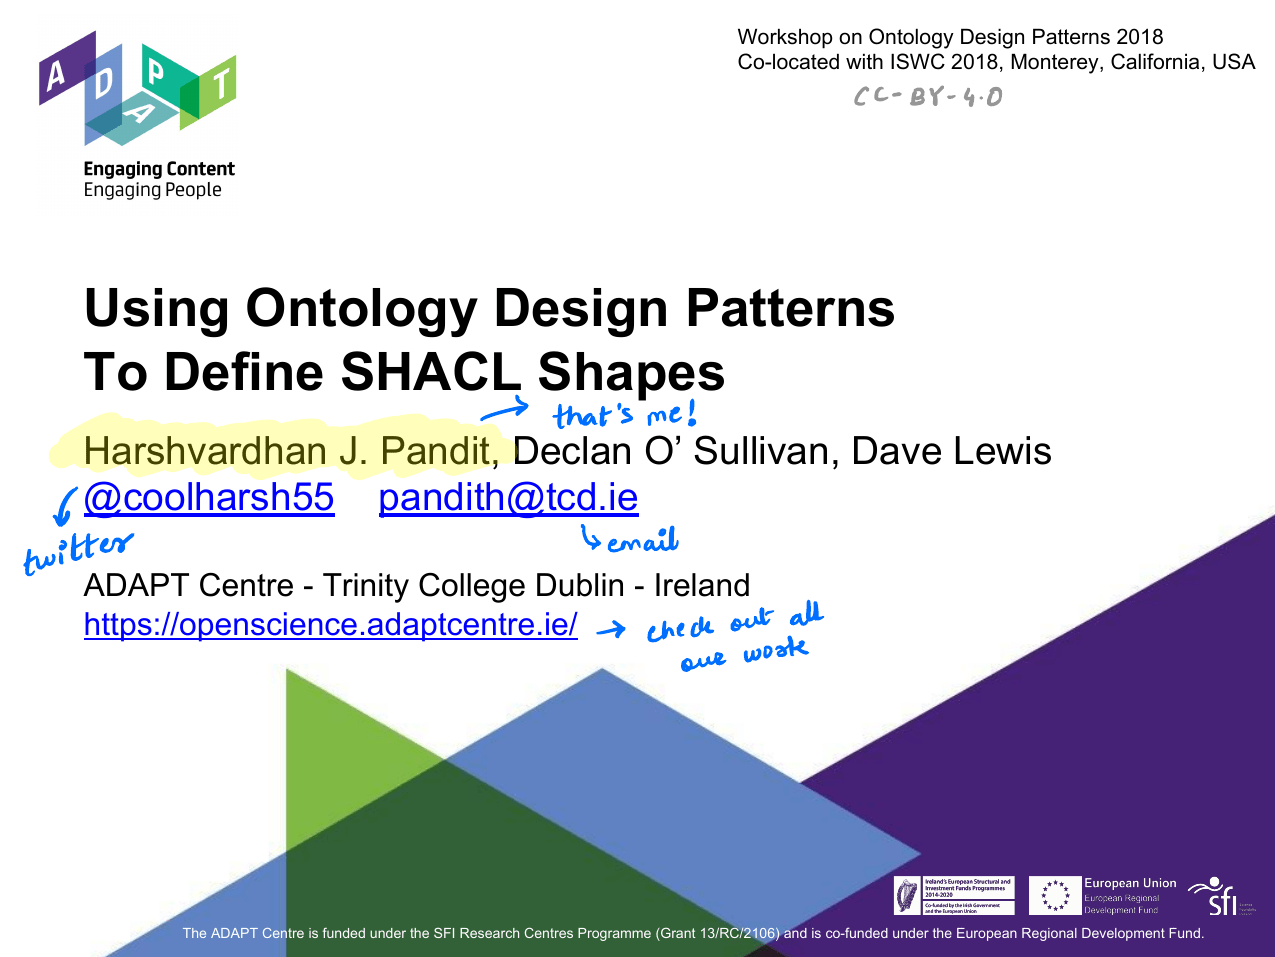 Workshop on Ontology Design Patterns 2018
Co-located with ISWC 2018, Monterey, California, USA
CC-BY-4.0
ADAPT
Engaging Content
Engaging People
Using Ontology Design Patterns
To Define SHACL Shapes
that's me!
Harshvardhan J. Pandit, Declan O’ Sullivan, Dave Lewis
@coolharsh55 pandith@tcd.ie
twitter
email
ADAPT Centre - Trinity College Dublin - Ireland
https://openscience.adaptcentre.ie/
check out all
our work
Ireland's European Structural and
Investment Funds Programmes
2014-2020
Co-funded by the Irish Government
and the European Union
European Union
European Regional
Development Fund
sfi
The ADAPT Centre is funded under the SFI Research Centres Programme (Grant 13/RC/2106) and is co-funded under the European Regional Development Fund.